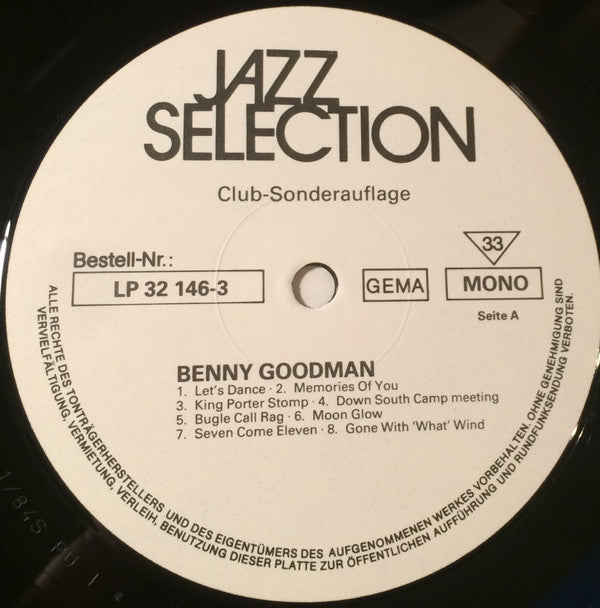 JAZZ
SELECTION
Club-Sonderauflage
Bestell-Nr.:
LP 32 146-3
GEMA
33
MONO
Seite A
BENNY GOODMAN
1. Let's Dance · 2. Memories Of You
3. King Porter Stomp · 4. Down South Camp meeting
5. Bugle Call Rag · 6. Moon Glow
7. Seven Come Eleven · 8. Gone With 'What' Wind
ALLE RECHTE DES TONTRÄGERHERSTELLERS UND DES EIGENTÜMERS DES AUFGENOMMENEN WERKES VORBEHALTEN. OHNE GENEHMIGUNG SIND
VERVIELFÄLTIGUNG, VERMIETUNG, VERLEIH, BENUTZUNG DIESER PLATTE ZUR ÖFFENTLICHEN AUFFÜHRUNG UND RUNDFUNKSENDUNG VERBOTEN.